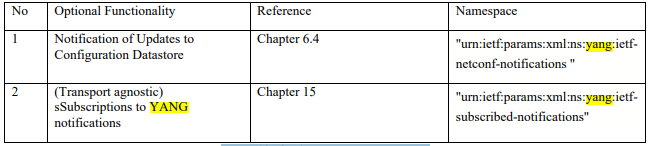 No Optional Functionality Reference Namespace
1 Notification of Updates to Configuration Datastore Chapter 6.4 "urn:ietf:params:xml:ns:yang:ietf-netconf-notifications "
2 (Transport agnostic) sSubscriptions to YANG notifications Chapter 15 "urn:ietf:params:xml:ns:yang:ietf-subscribed-notifications"